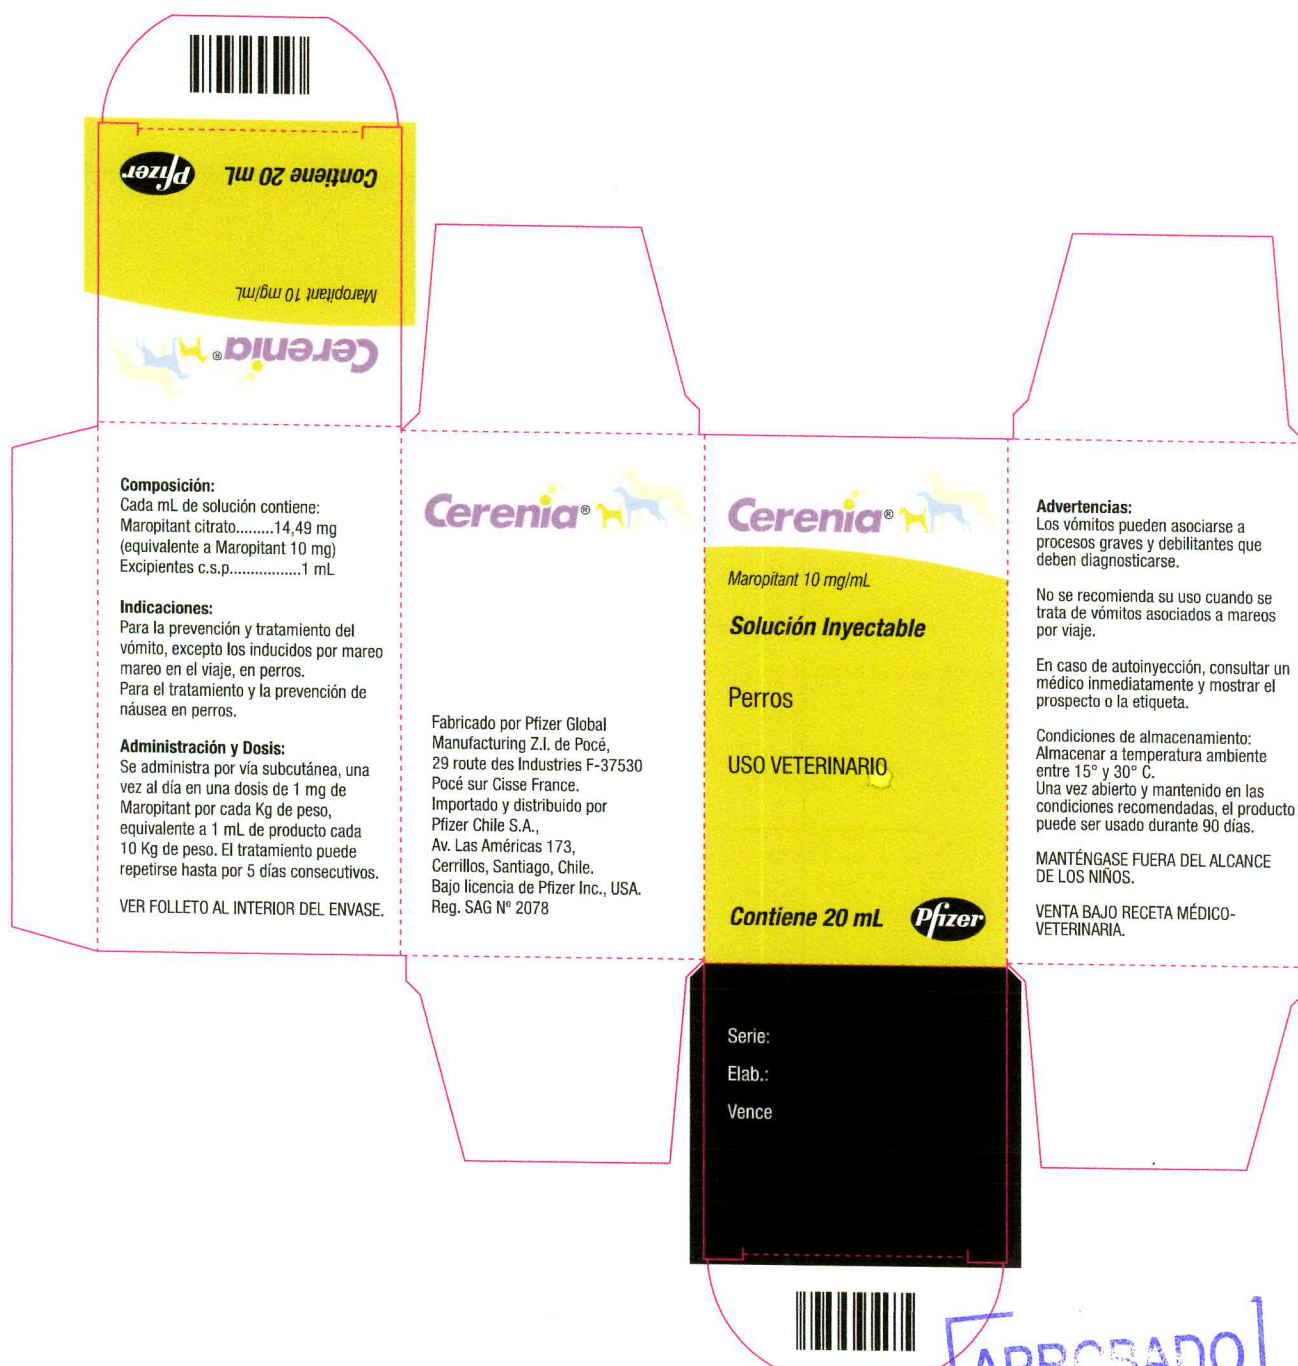 Pfizer
Contiene 20 mL
Maropitant 10 mg/mL
Cerenia®
Composición:
Cada mL de solución contiene:
Maropitant citrato.........14,49 mg
(equivalente a Maropitant 10 mg)
Excipientes c.s.p.................1 mL
Indicaciones:
Para la prevención y tratamiento del
vómito, excepto los inducidos por mareo
mareo en el viaje, en perros.
Para el tratamiento y la prevención de
náusea en perros.
Administración y Dosis:
Se administra por vía subcutánea, una
vez al día en una dosis de 1 mg de
Maropitant por cada Kg de peso,
equivalente a 1 mL de producto cada
10 Kg de peso. El tratamiento puede
repetirse hasta por 5 días consecutivos.
VER FOLLETO AL INTERIOR DEL ENVASE.
Cerenia®
Fabricado por Pfizer Global
Manufacturing Z.I. de Pocé,
29 route des Industries F-37530
Pocé sur Cisse France.
Importado y distribuido por
Pfizer Chile S.A.,
Av. Las Américas 173,
Cerrillos, Santiago, Chile.
Bajo licencia de Pfizer Inc., USA.
Reg. SAG Nº 2078
Cerenia®
Maropitant 10 mg/mL
Solución Inyectable
Perros
USO VETERINARIO
Contiene 20 mL
Pfizer
Serie:
Elab.:
Vence
Advertencias:
Los vómitos pueden asociarse a
procesos graves y debilitantes que
deben diagnosticarse.
No se recomienda su uso cuando se
trata de vómitos asociados a mareos
por viaje.
En caso de autoinyección, consultar un
médico inmediatamente y mostrar el
prospecto o la etiqueta.
Condiciones de almacenamiento:
Almacenar a temperatura ambiente
entre 15° y 30° C.
Una vez abierto y mantenido en las
condiciones recomendadas, el producto
puede ser usado durante 90 días.
MANTÉNGASE FUERA DEL ALCANCE
DE LOS NIÑOS.
VENTA BAJO RECETA MÉDICO-
VETERINARIA.
APROBADO